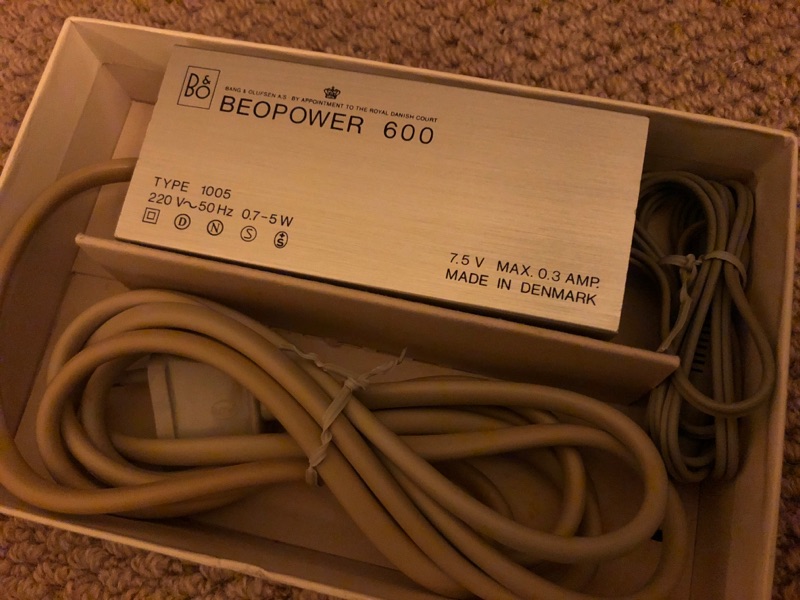 B&O
BANG & OLUFSEN A.S. BY APPOINTMENT TO THE ROYAL DANISH COURT
BEOPOWER 600
TYPE 1005
220 V~50 Hz 0.7-5 W
D N S S
7.5 V MAX. 0.3 AMP.
MADE IN DENMARK